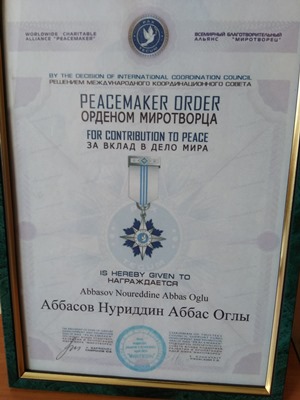 WORLDWIDE CHARITABLE
ALLIANCE "PEACEMAKER"
ВСЕМИРНЫЙ БЛАГОТВОРИТЕЛЬНЫЙ
АЛЬЯНС "МИРОТВОРЕЦ"
BY THE DECISION OF INTERNATIONAL COORDINATION COUNCIL
РЕШЕНИЕМ МЕЖДУНАРОДНОГО КООРДИНАЦИОННОГО СОВЕТА
PEACEMAKER ORDER
ОРДЕНОМ МИРОТВОРЦА
FOR CONTRIBUTION TO PEACE
ЗА ВКЛАД В ДЕЛО МИРА
IS HEREBY GIVEN TO
НАГРАЖДАЕТСЯ
Abbasov Noureddine Abbas Oglu
Аббасов Нуриддин Аббас Оглы